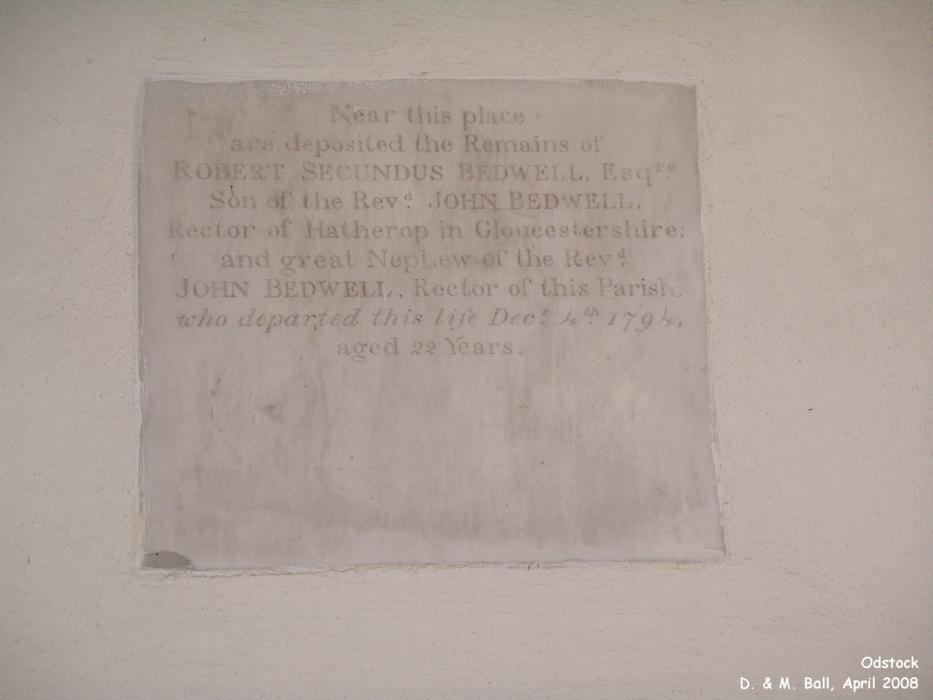 Near this place
are deposited the Remains of
ROBERT SECUNDUS BEDWELL, Esqre
Son of the Revd. JOHN BEDWELL,
Rector of Hatherop in Gloucestershire;
and great Nephew of the Revd.
JOHN BEDWELL, Rector of this Parish;
who departed this life Decr. 4th 1794,
aged 22 Years.
Odstock
D. & M. Ball, April 2008